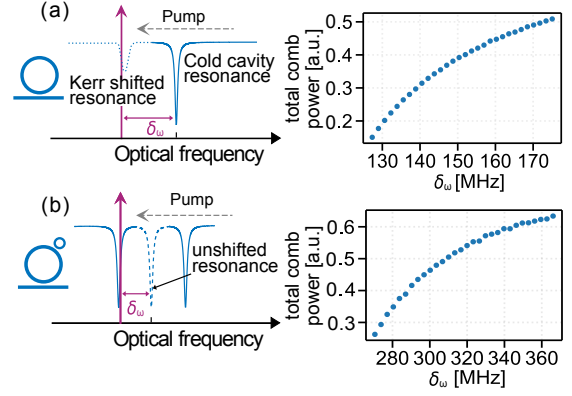 (a)
Pump
Cold cavity
resonance
Kerr shifted
resonance
δω
Optical frequency
total comb
power [a.u.]
0.5
0.4
0.3
0.2
130 140 150 160 170
δω [MHz]
(b)
Pump
unshifted
resonance
δω
Optical frequency
total comb
power [a.u.]
0.6
0.5
0.4
0.3
280 300 320 340 360
δω [MHz]